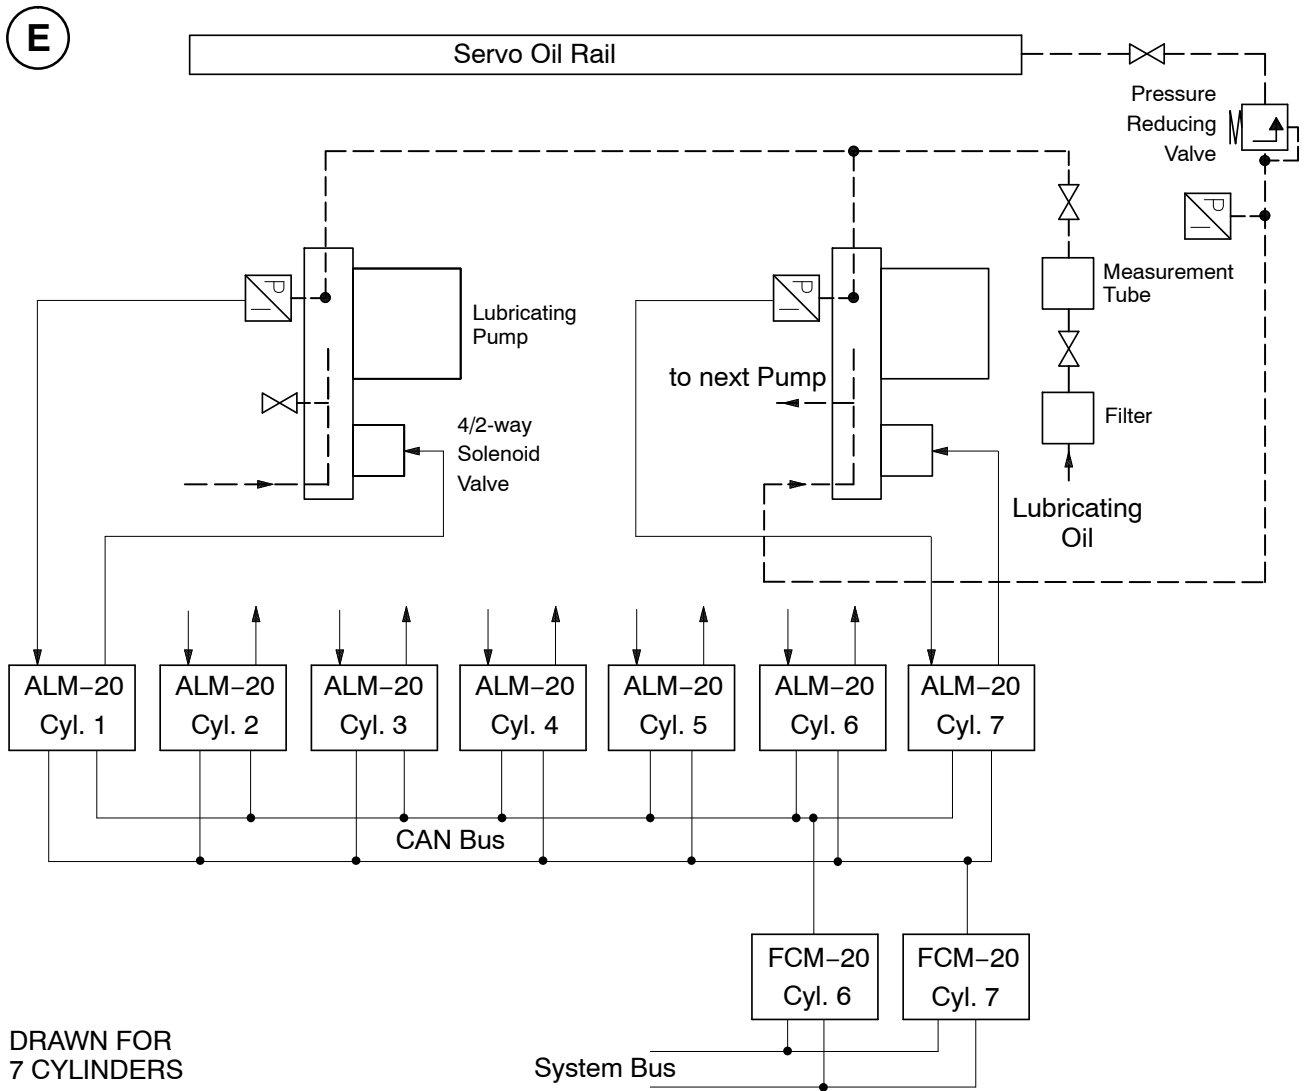 E
Servo Oil Rail
Pressure
Reducing
Valve
P
I
P
I
P
I
Measurement
Tube
Lubricating
Pump
to next Pump
Filter
4/2-way
Solenoid
Valve
Lubricating
Oil
ALM–20
Cyl. 1
ALM–20
Cyl. 2
ALM–20
Cyl. 3
ALM–20
Cyl. 4
ALM–20
Cyl. 5
ALM–20
Cyl. 6
ALM–20
Cyl. 7
CAN Bus
FCM–20
Cyl. 6
FCM–20
Cyl. 7
DRAWN FOR
7 CYLINDERS
System Bus